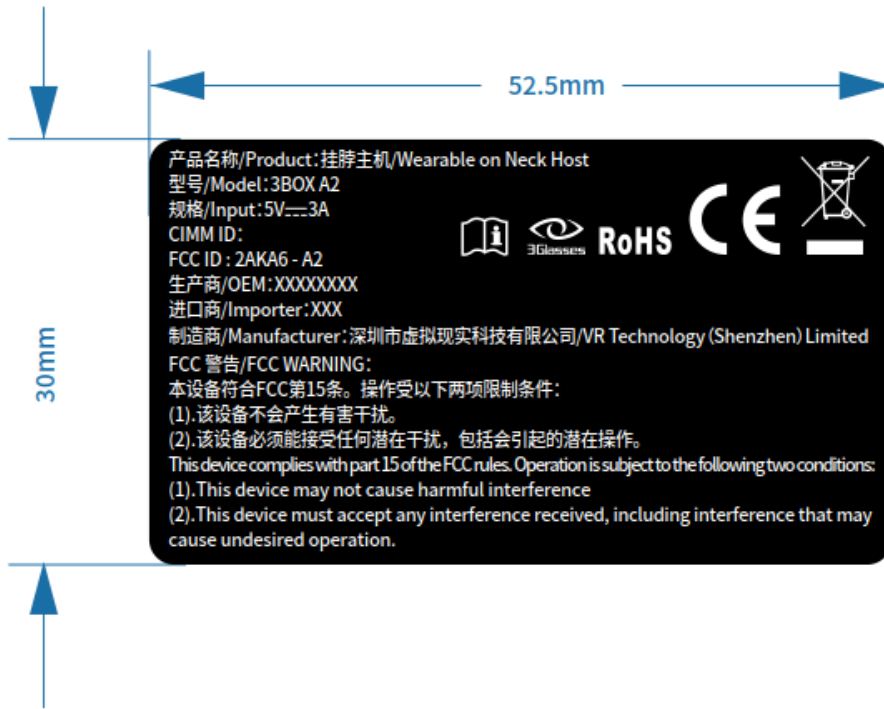 52.5mm
30mm
产品名称/Product:挂脖主机/Wearable on Neck Host
型号/Model:3BOX A2
规格/Input:5V⎓3A
CIMM ID:
FCC ID : 2AKA6 - A2
生产商/OEM:XXXXXXXX
进口商/Importer:XXX
3Glasses
RoHS
CE
制造商/Manufacturer:深圳市虚拟现实科技有限公司/VR Technology (Shenzhen) Limited
FCC 警告/FCC WARNING:
本设备符合FCC第15条。操作受以下两项限制条件:
(1).该设备不会产生有害干扰。
(2).该设备必须能接受任何潜在干扰，包括会引起的潜在操作。
This device complies with part 15 of the FCC rules. Operation is subject to the following two conditions:
(1).This device may not cause harmful interference
(2).This device must accept any interference received, including interference that may
cause undesired operation.